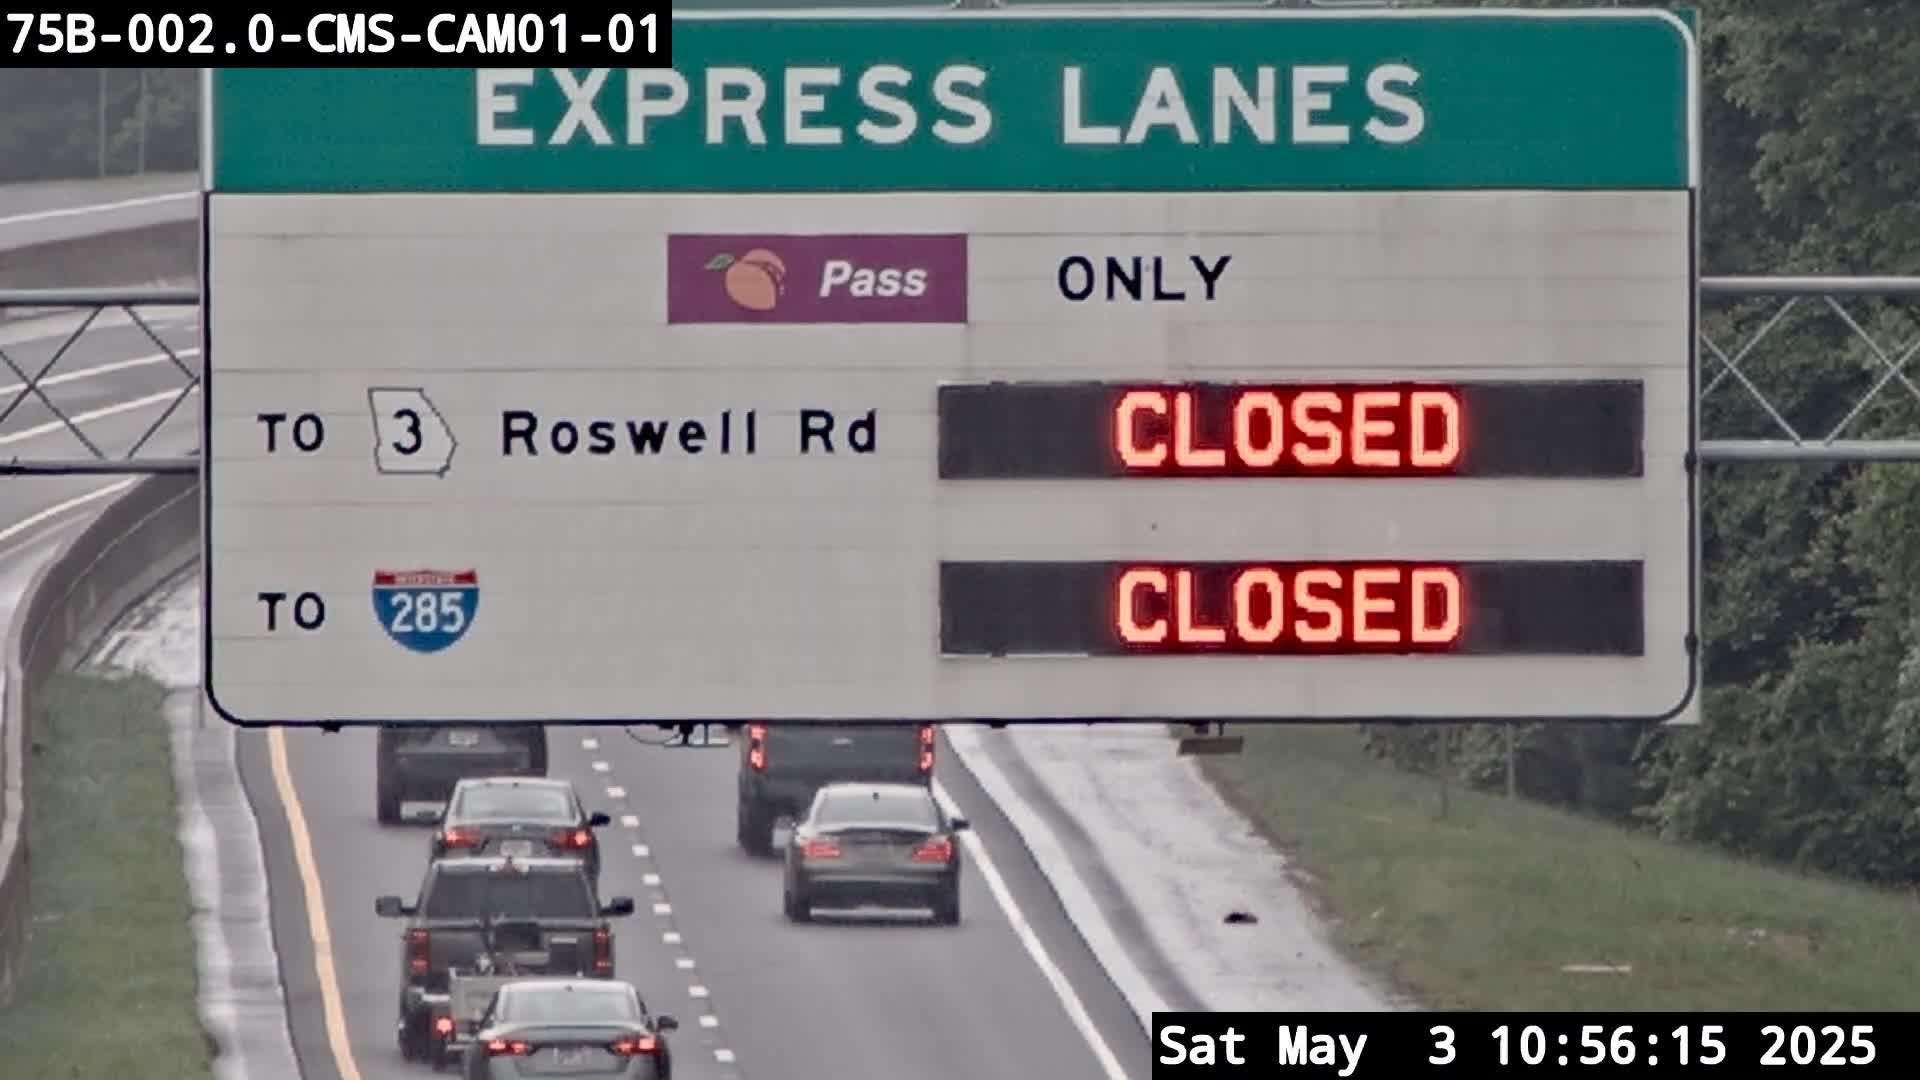 75B-002.0-CMS-CAM01-01
EXPRESS LANES
Pass ONLY
TO 3 Roswell Rd CLOSED
TO INTERSTATE 285 CLOSED
Sat May 3 10:56:15 2025